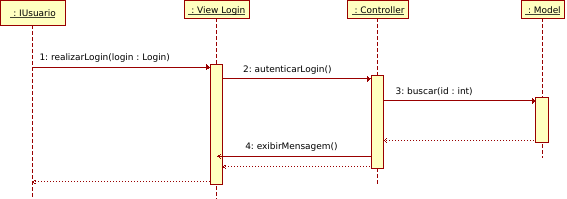 : IUsuario
: View Login
: Controller
: Model
1: realizarLogin(login : Login)
2: autenticarLogin()
3: buscar(id : int)
4: exibirMensagem()